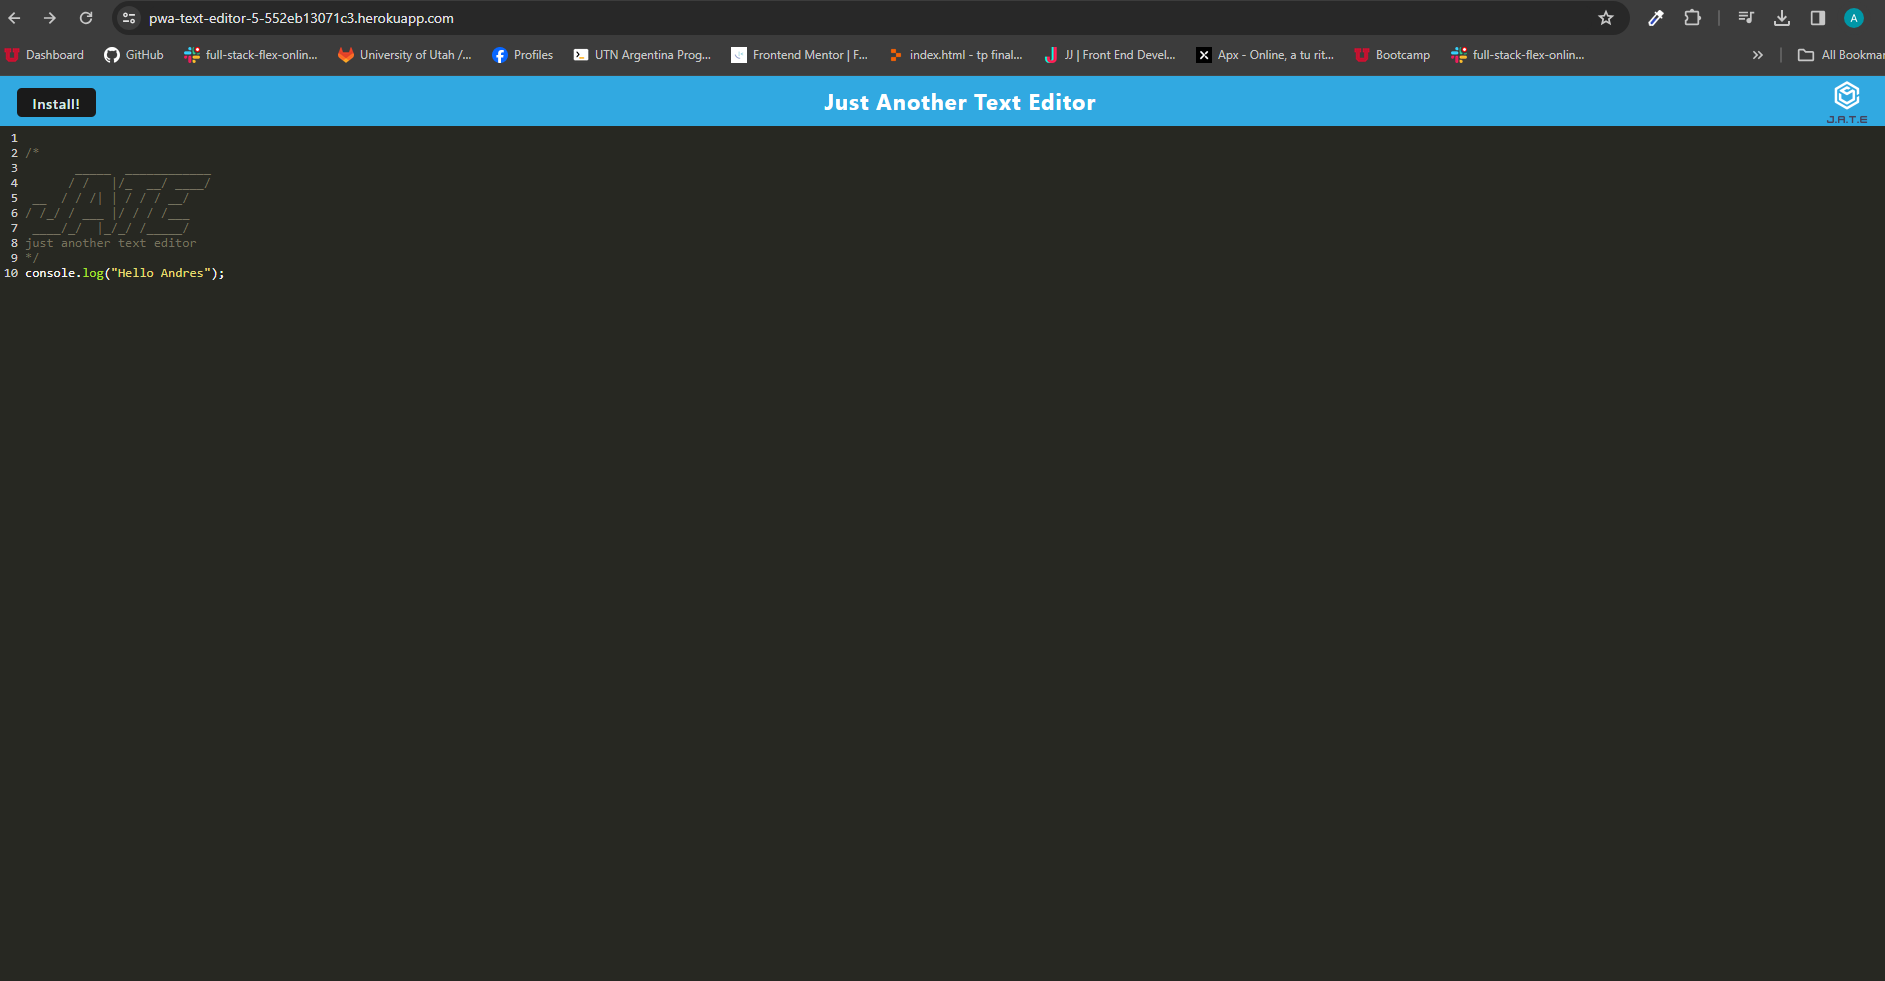 pwa-text-editor-5-552eb13071c3.herokuapp.com
A
Dashboard GitHub full-stack-flex-onlin... University of Utah /... Profiles UTN Argentina Prog... Frontend Mentor | F... index.html - tp final... JJ | Front End Devel... Apx - Online, a tu rit... Bootcamp full-stack-flex-onlin... » All Bookmar
Install! Just Another Text Editor
J.A.T.E
1
2 /*
3        _____  ____________
4       / /   |/_  __/ ____/
5  __  / / /| | / / / __/
6 / /_/ / ___ |/ / / /___
7  ____/_/  |_/_/ /_____/
8 just another text editor
9 */
10 console.log("Hello Andres");